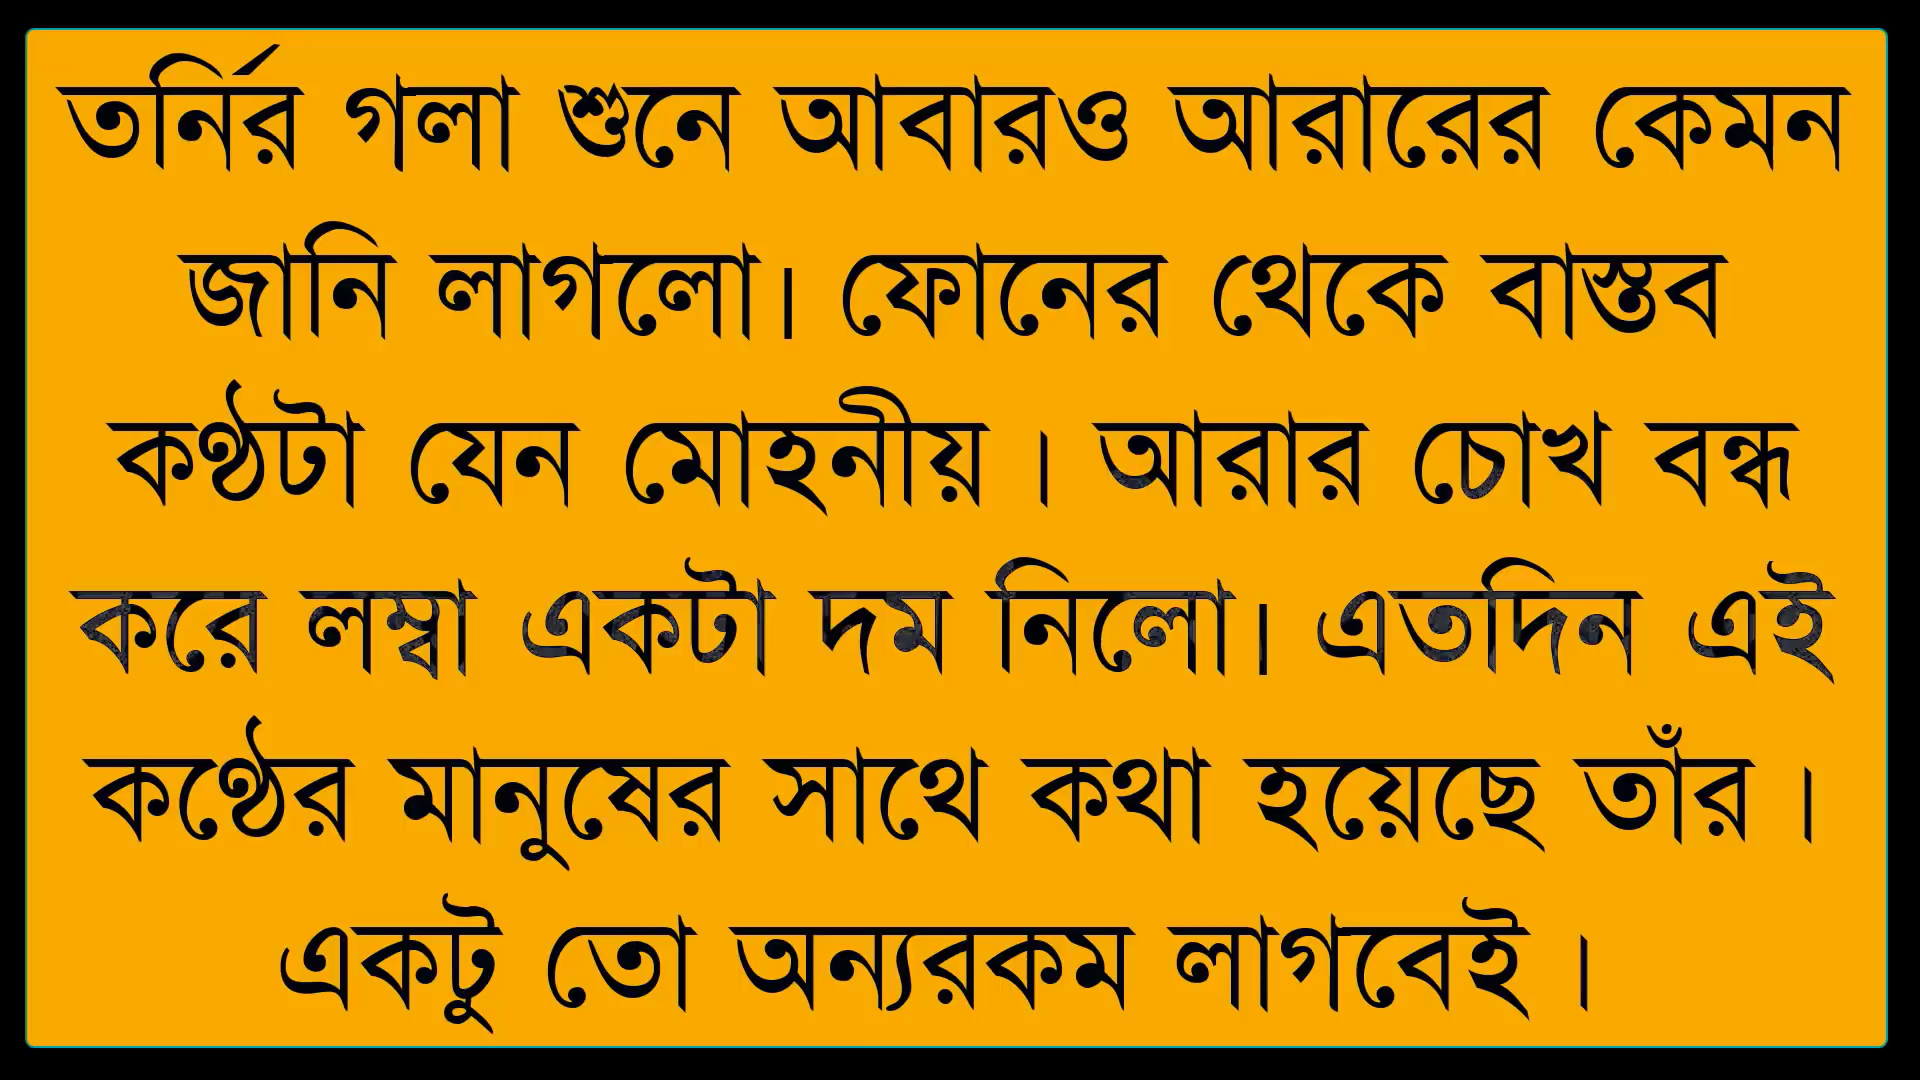 তর্নির গলা শুনে আবারও আরারের কেমন
জানি লাগলো। ফোনের থেকে বাস্তব
কণ্ঠটা যেন মোহনীয় । আরার চোখ বন্ধ
করে লম্বা একটা দম নিলো। এতদিন এই
কণ্ঠের মানুষের সাথে কথা হয়েছে তাঁর ।
একটু তো অন্যরকম লাগবেই ।